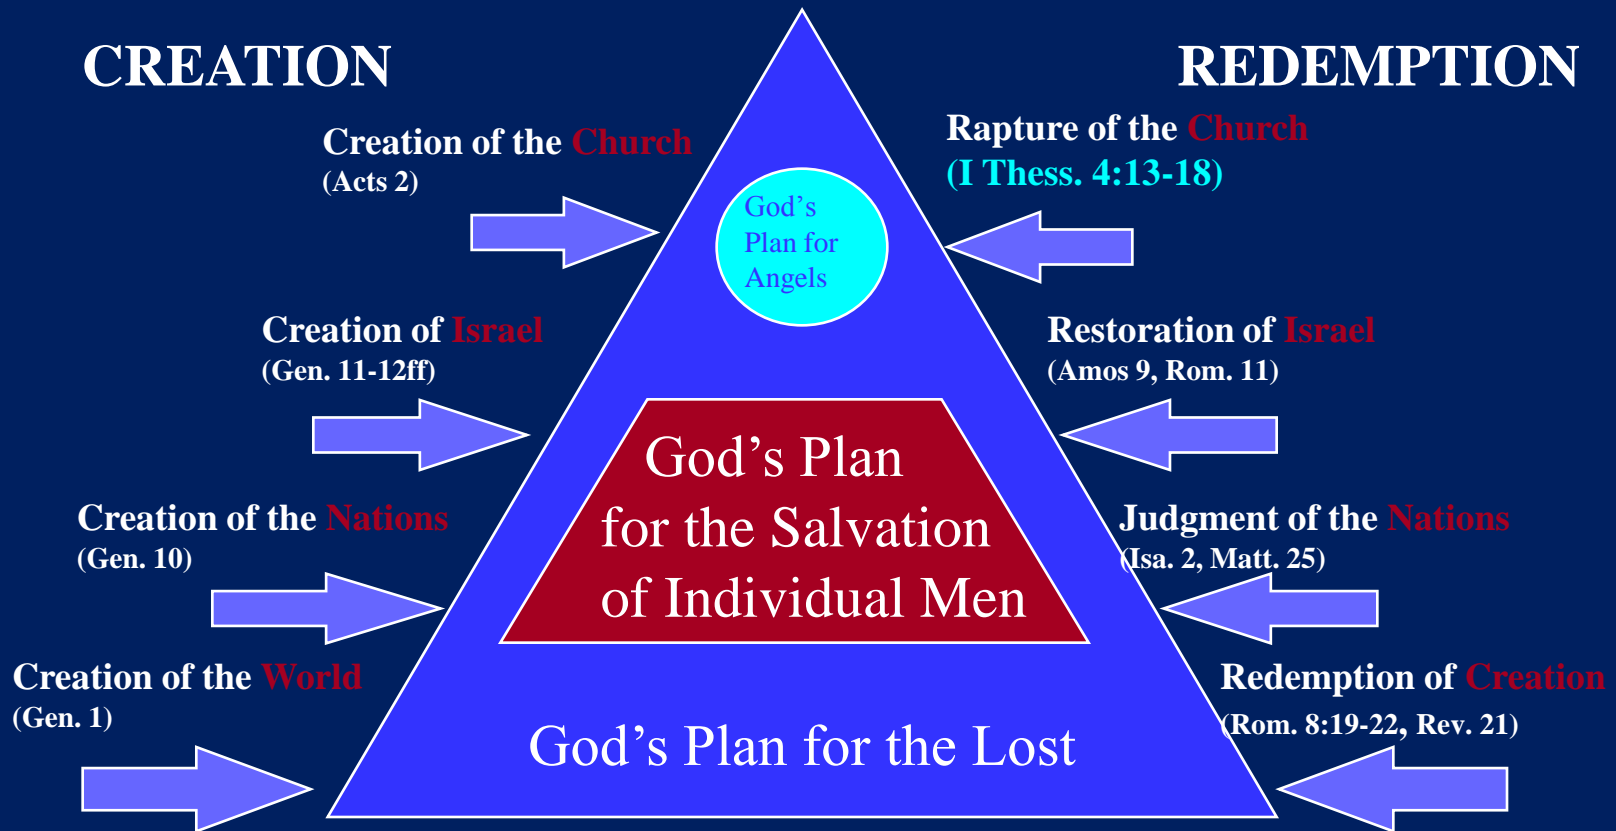 CREATION
REDEMPTION
Creation of the Church
(Acts 2)
Rapture of the Church
(I Thess. 4:13-18)
God’s
Plan for
Angels
Creation of Israel
(Gen. 11-12ff)
Restoration of Israel
(Amos 9, Rom. 11)
God’s Plan
for the Salvation
of Individual Men
Creation of the Nations
(Gen. 10)
Judgment of the Nations
(Isa. 2, Matt. 25)
Creation of the World
(Gen. 1)
Redemption of Creation
(Rom. 8:19-22, Rev. 21)
God’s Plan for the Lost